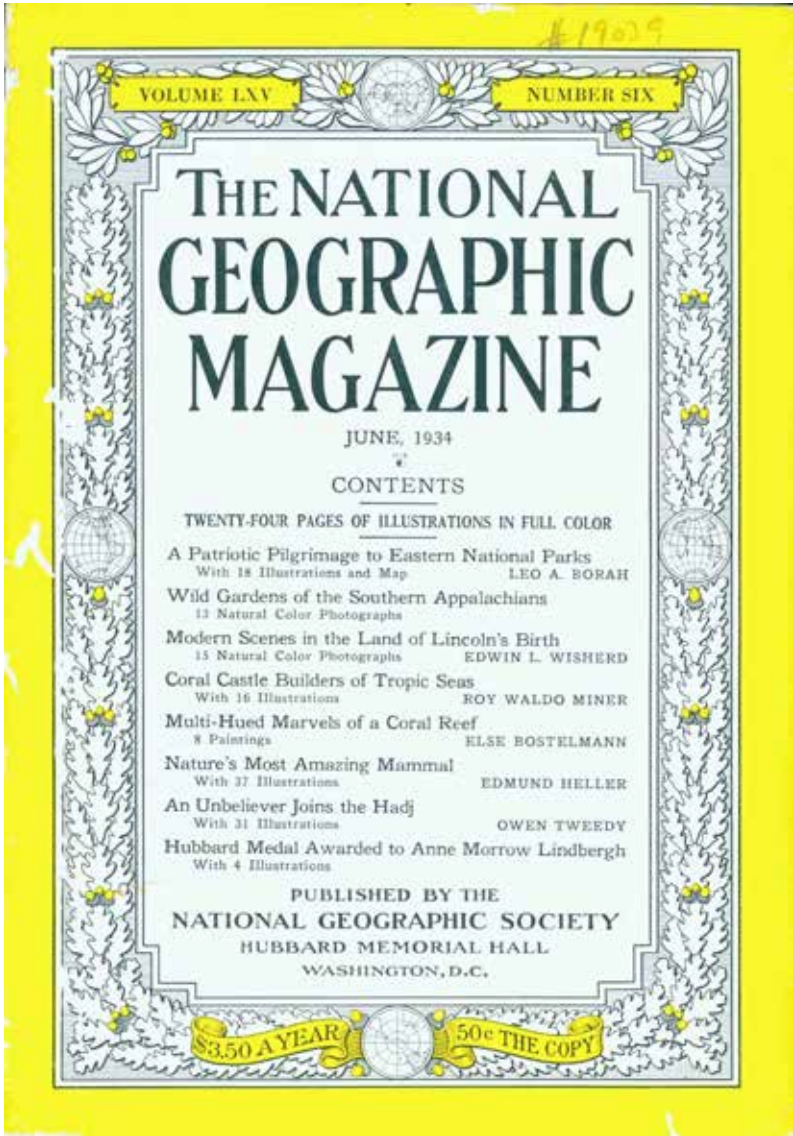 #19039
VOLUME LXV
NUMBER SIX
THE NATIONAL
GEOGRAPHIC
MAGAZINE
JUNE, 1934
CONTENTS
TWENTY-FOUR PAGES OF ILLUSTRATIONS IN FULL COLOR
A Patriotic Pilgrimage to Eastern National Parks
With 18 Illustrations and Map LEO A. BORAH
Wild Gardens of the Southern Appalachians
13 Natural Color Photographs
Modern Scenes in the Land of Lincoln's Birth
15 Natural Color Photographs EDWIN L. WISHERD
Coral Castle Builders of Tropic Seas
With 16 Illustrations ROY WALDO MINER
Multi-Hued Marvels of a Coral Reef
8 Paintings ELSE BOSTELMANN
Nature's Most Amazing Mammal
With 37 Illustrations EDMUND HELLER
An Unbeliever Joins the Hadj
With 31 Illustrations OWEN TWEEDY
Hubbard Medal Awarded to Anne Morrow Lindbergh
With 4 Illustrations
PUBLISHED BY THE
NATIONAL GEOGRAPHIC SOCIETY
HUBBARD MEMORIAL HALL
WASHINGTON, D.C.
$3.50 A YEAR
50c THE COPY